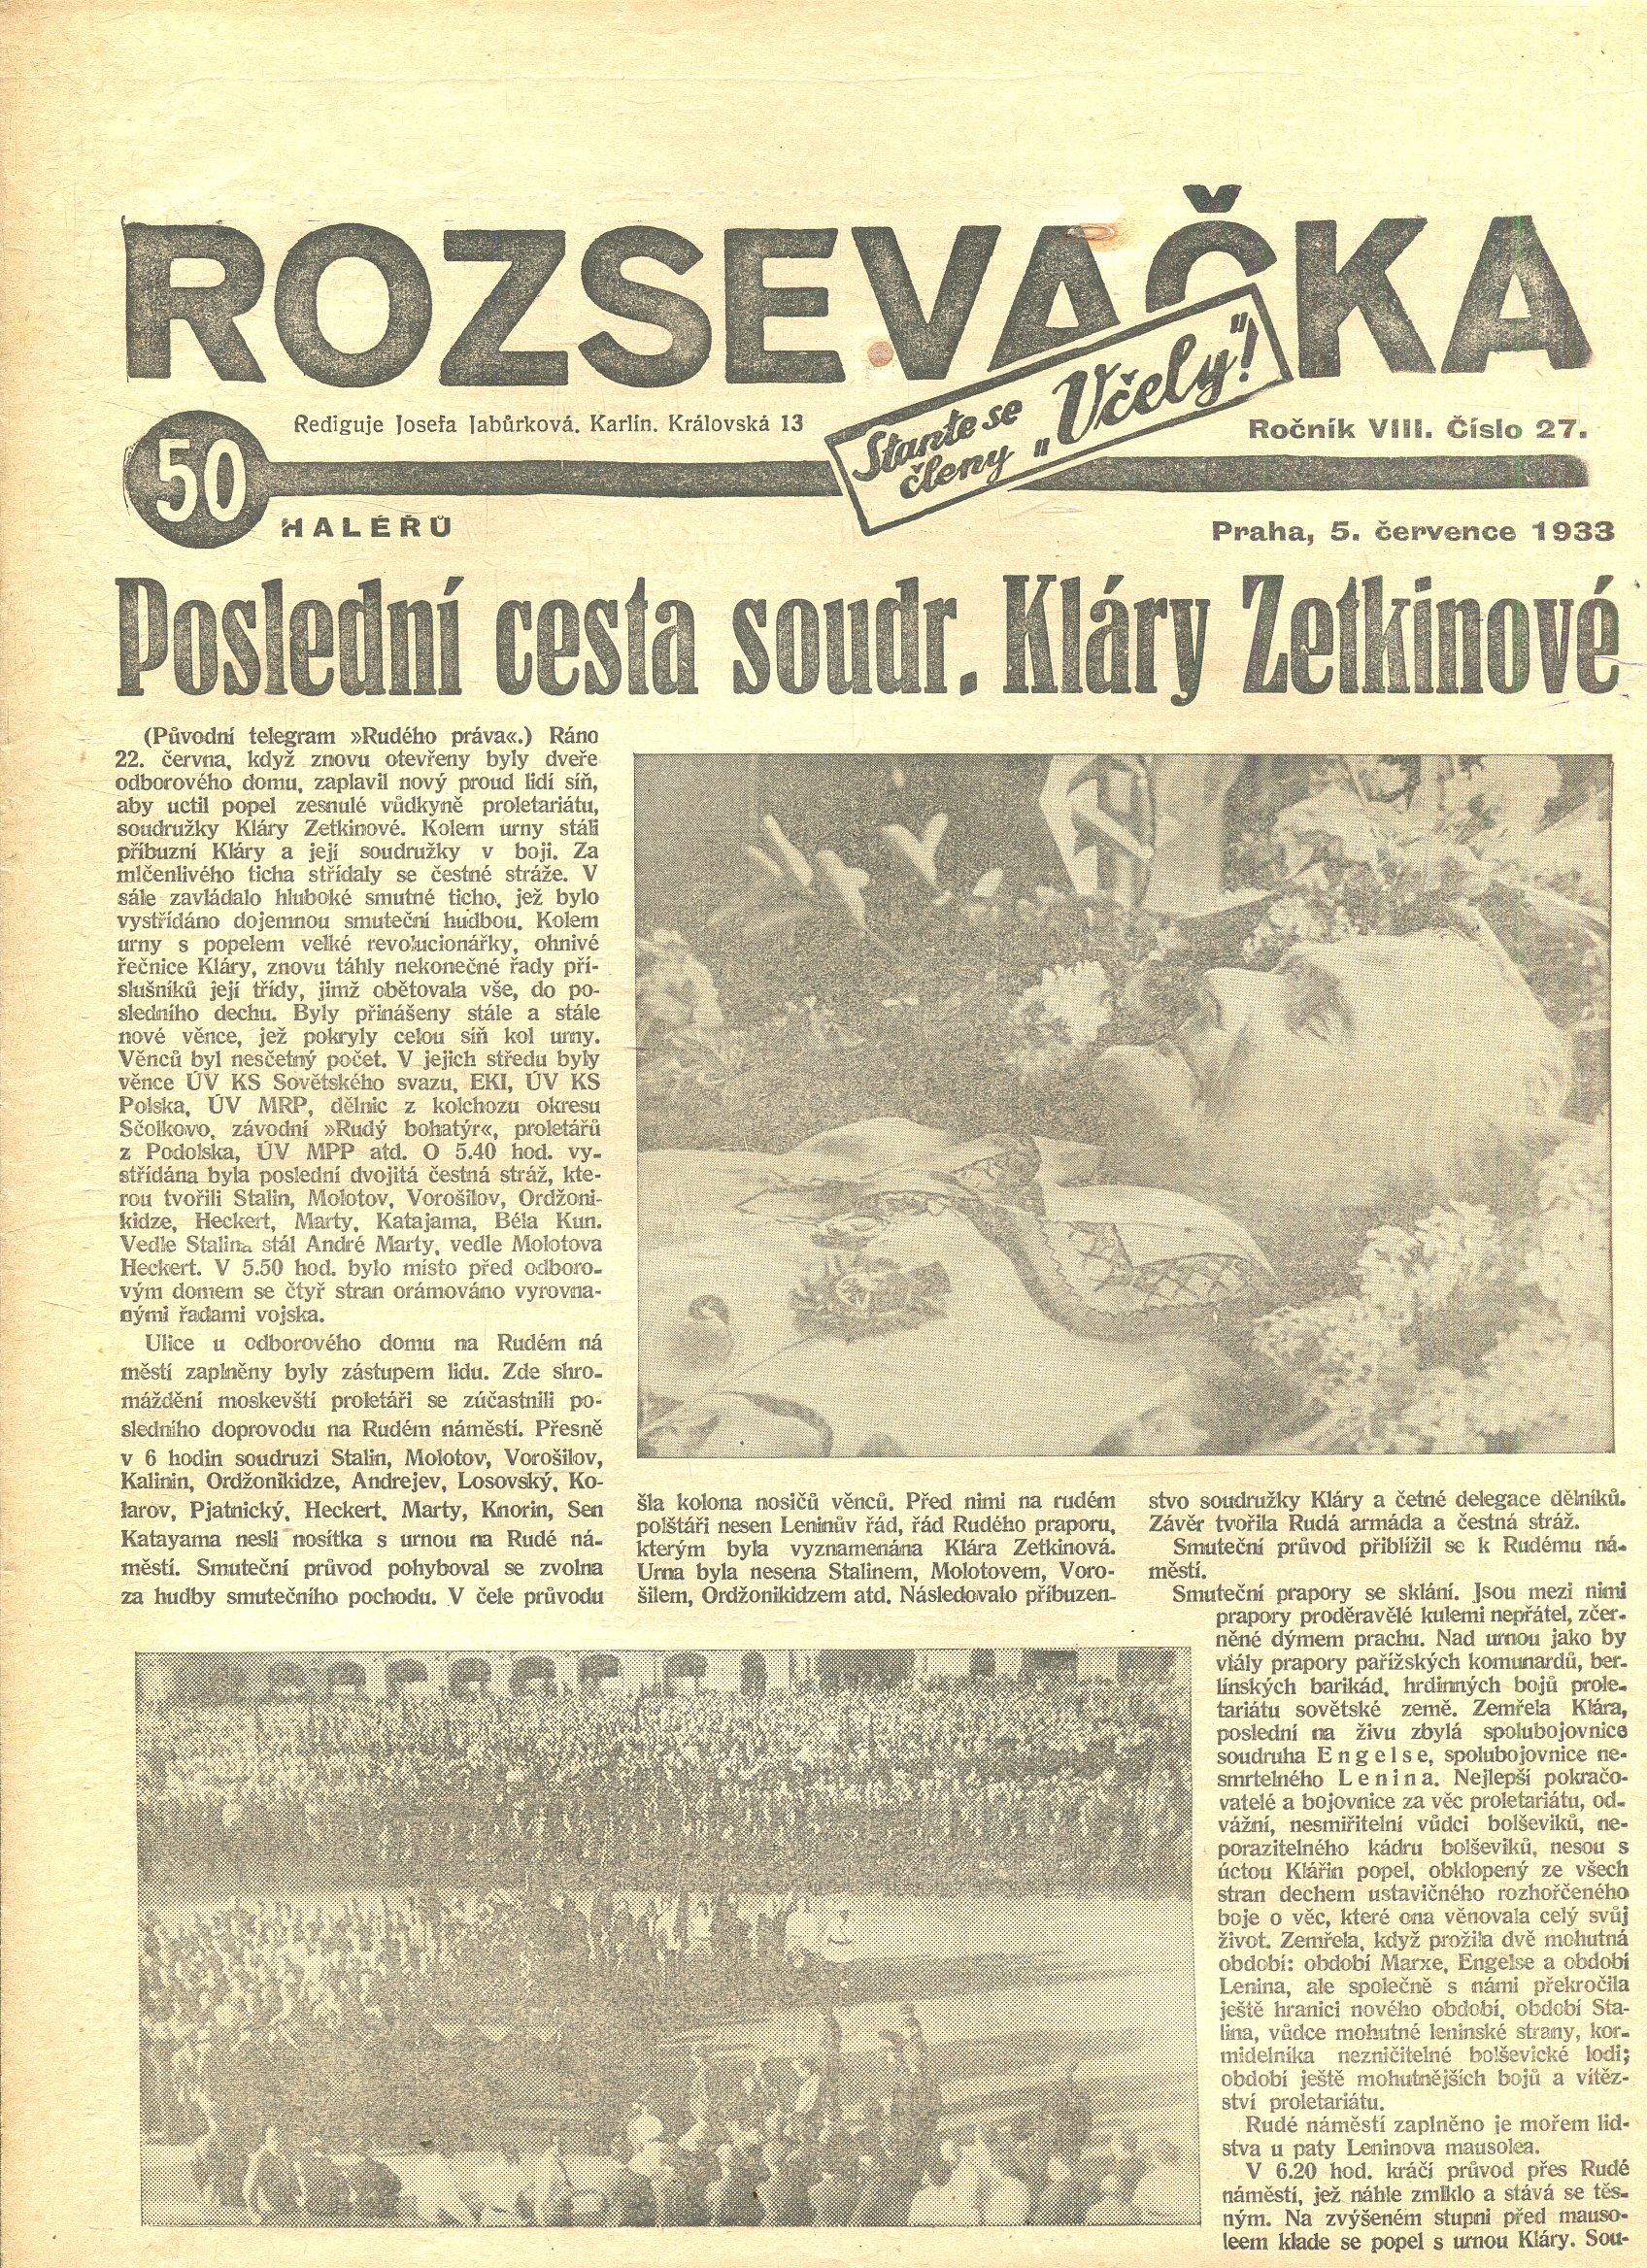 ROZSEVAČKA
Rediguje Josefa Jabůrková. Karlín. Královská 13
Staňte se
členy „Včely"!
Ročník VIII. Číslo 27.
50
HALÉŘŮ
Praha, 5. července 1933
Poslední cesta soudr. Kláry Zetkinové
(Původní telegram »Rudého práva«.) Ráno
22. června, když znovu otevřeny byly dveře
odborového domu, zaplavil nový proud lidí síň,
aby uctil popel zesnulé vůdkyně proletariátu,
soudružky Kláry Zetkinové. Kolem urny stáli
příbuzní Kláry a její soudružky v boji. Za
mlčenlivého ticha střídaly se čestné stráže. V
sále zavládalo hluboké smutné ticho, jež bylo
vystřídáno dojemnou smuteční hudbou. Kolem
urny s popelem velké revolucionářky, ohnivé
řečnice Kláry, znovu táhly nekonečné řady pří-
slušníků její třídy, jimž obětovala vše, do po-
sledního dechu. Byly přinášeny stále a stále
nové věnce, jež pokryly celou síň kol urny.
Věnců byl nesčetný počet. V jejich středu byly
věnce ÚV KS Sovětského svazu, EKI, ÚV KS
Polska, ÚV MRP, dělnic z kolchozu okresu
Sčolkovo, závodní »Rudý bohatýr«, proletářů
z Podolska, ÚV MPP atd. O 5.40 hod. vy-
střídána byla poslední dvojitá čestná stráž, kte-
rou tvořili Stalin, Molotov, Vorošilov, Ordžoni-
kidze, Heckert, Marty, Katajama, Béla Kun.
Vedle Stalina stál André Marty, vedle Molotova
Heckert. V 5.50 hod. bylo místo před odboro-
vým domem se čtyř stran orámováno vyrovna-
nými řadami vojska.
Ulice u odborového domu na Rudém ná
městí zaplněny byly zástupem lidu. Zde shro-
máždění moskevští proletáři se zúčastnili po-
sledního doprovodu na Rudém náměstí. Přesně
v 6 hodin soudruzi Stalin, Molotov, Vorošilov,
Kalinin, Ordžonikidze, Andrejev, Losovský, Ko-
larov, Pjatnický, Heckert, Marty, Knorin, Sen
Katayama nesli nosítka s urnou na Rudé ná-
městí. Smuteční průvod pohyboval se zvolna
za hudby smutečního pochodu. V čele průvodu
šla kolona nosičů věnců. Před nimi na rudém
polštáři nesen Leninův řád, řád Rudého praporu,
kterým byla vyznamenána Klára Zetkinová.
Urna byla nesena Stalinem, Molotovem, Voro-
šilem, Ordžonikidzem atd. Následovalo příbuzen-
stvo soudružky Kláry a četné delegace dělníků.
Závěr tvořila Rudá armáda a čestná stráž.
Smuteční průvod přiblížil se k Rudému ná-
městí.
Smuteční prapory se sklání. Jsou mezi nimi
prapory proděravělé kulemi nepřátel, zčer-
něné dýmem prachu. Nad urnou jako by
vlály prapory pařížských komunardů, ber-
línských barikád, hrdinných bojů prole-
tariátu sovětské země. Zemřela Klára,
poslední na živu zbylá spolubojovnice
soudruha Engelse, spolubojovnice ne-
smrtelného Lenina. Nejlepší pokračo-
vatelé a bojovnice za věc proletariátu, od-
vážní, nesmiřitelní vůdci bolševiků, ne-
porazitelného kádru bolševiků, nesou s
úctou Klářin popel, obklopený ze všech
stran dechem ustavičného rozhořčeného
boje o věc, které ona věnovala celý svůj
život. Zemřela, když prožila dvě mohutná
období: období Marxe, Engelse a období
Lenina, ale společně s námi překročila
ještě hranici nového období, období Sta-
lina, vůdce mohutné leninské strany, kor-
midelníka nezničitelné bolševické lodi;
období ještě mohutnějších bojů a vítěz-
ství proletariátu.
Rudé náměstí zaplněno je mořem lid-
stva u paty Leninova mausolea.
V 6.20 hod. kráčí průvod přes Rudé
náměstí, jež náhle zmlklo a stává se těs-
ným. Na zvýšeném stupni před mauso-
leem klade se popel s urnou Kláry. Sou-